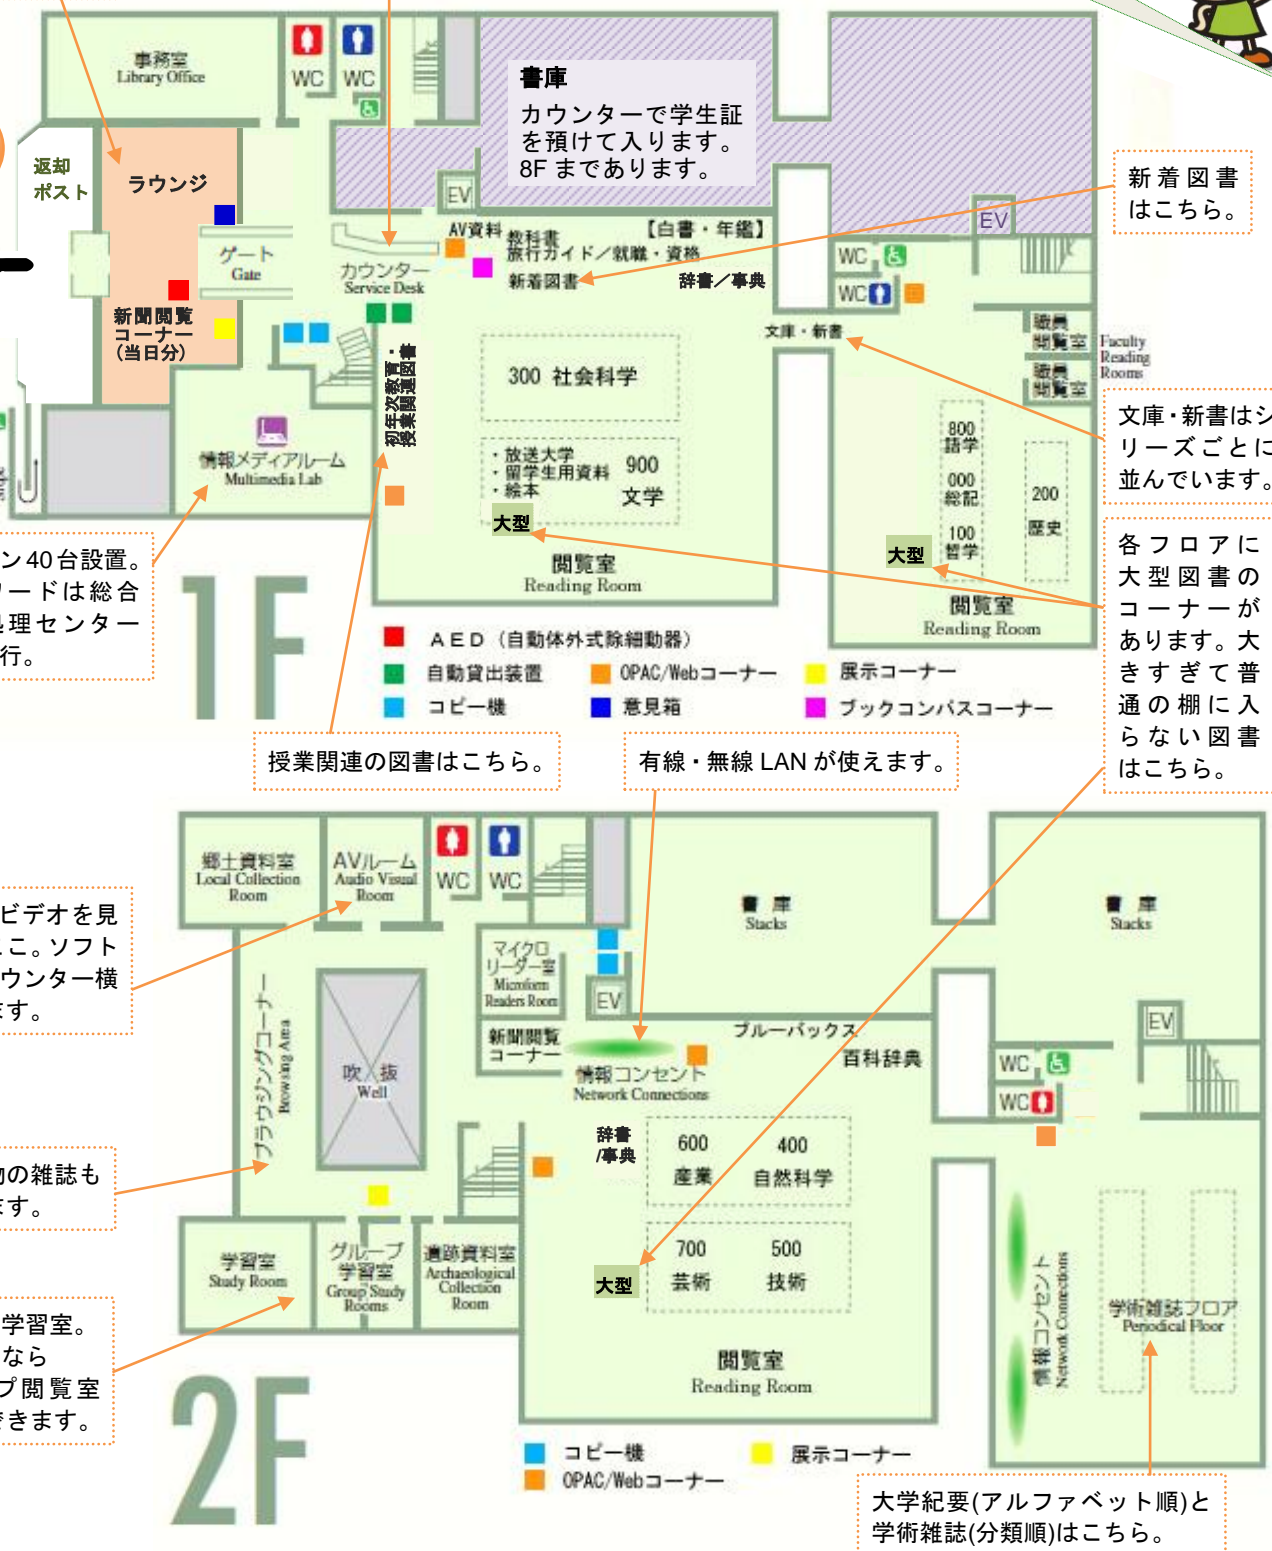 事務室
Library Office
WC
WC
書庫
カウンターで学生証
を預けて入ります。
8F まであります。
返却
ポスト
ラウンジ
EV
新着図書
はこちら。
AV資料
教科書
【白書・年鑑】
旅行ガイド／就職・資格
EV
ゲート
Gate
カウンター
Service Desk
新着図書
辞書／事典
WC
WC
新聞閲覧
コーナー
(当日分)
文庫・新書
職員
閲覧室
職員
閲覧室
Faculty
Reading
Rooms
初年次教育・
授業関連図書
300 社会科学
文庫・新書はシ
リーズごとに
並んでいます。
情報メディアルーム
Multimedia Lab
・放送大学
・留学生用資料
・絵本
900
文学
大型
800
語学
000
総記
100
哲学
200
歴史
大型
閲覧室
Reading Room
閲覧室
Reading Room
各フロアに
大型図書の
コーナーが
あります。大
きすぎて普
通の棚に入
らない図書
はこちら。
ン40台設置。
ワードは総合
処理センター
行。
1F
ＡＥＤ（自動体外式除細動器）
自動貸出装置
OPAC/Webコーナー
展示コーナー
コピー機
意見箱
ブックコンパスコーナー
授業関連の図書はこちら。
有線・無線 LAN が使えます。
郷土資料室
Local Collection
Room
AVルーム
Audio Visual
Room
WC
WC
書 庫
Stacks
書 庫
Stacks
ビデオを見
こ。ソフト
ウンター横
ます。
マイクロ
リーダー室
Microform
Readers Room
EV
EV
ブラウジングコーナー
Browsing Area
吹 抜
Well
新聞閲覧
コーナー
情報コンセント
Network Connections
ブルーバックス
百科辞典
WC
WC
辞書
/事典
600
産業
400
自然科学
物の雑誌も
ます。
700
芸術
500
技術
大型
学習室
Study Room
グループ
学習室
Group Study
Rooms
遺跡資料室
Archaeological
Collection
Room
情報コンセント
Network Connections
学術雑誌フロア
Periodical Floor
学習室。
なら
プ閲覧室
できます。
閲覧室
Reading Room
2F
コピー機
展示コーナー
OPAC/Webコーナー
大学紀要(アルファベット順)と
学術雑誌(分類順)はこちら。